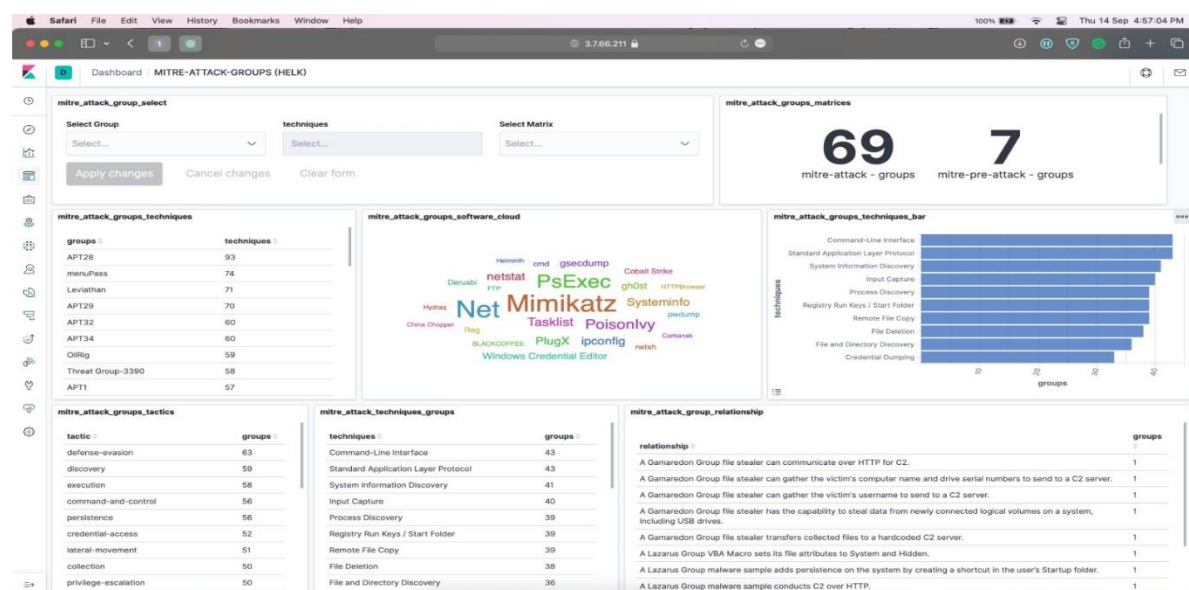 Safari File Edit View History Bookmarks Window Help
100% Thu 14 Sep 4:57:04 PM
3.7.66.211
D Dashboard / MITRE-ATTACK-GROUPS (HELK)
mitre_attack_group_select
Select Group techniques Select Matrix
Select... Select... Select...
Apply changes Cancel changes Clear form
mitre_attack_groups_matrices
69 7
mitre-attack - groups mitre-pre-attack - groups
mitre_attack_groups_techniques
groups techniques
APT28 93
menuPass 74
Leviathan 71
APT29 70
APT32 60
APT34 60
OilRig 59
Threat Group-3390 58
APT1 57
mitre_attack_groups_software_cloud
Helminth cmd gsecdump
Cobalt Strike
Derusbi netstat PsExec gh0st HTTPBrowser
FTP
Hydraq Net Mimikatz Systeminfo
pwdump
China Chopper Reg Tasklist PoisonIvy
Carbanak
BLACKCOFFEE PlugX ipconfig netsh
Windows Credential Editor
mitre_attack_groups_techniques_bar
techniques
Command-Line Interface
Standard Application Layer Protocol
System Information Discovery
Input Capture
Process Discovery
Registry Run Keys / Start Folder
Remote File Copy
File Deletion
File and Directory Discovery
Credential Dumping
10 20 30 40
groups
mitre_attack_groups_tactics
tactic groups
defense-evasion 63
discovery 59
execution 58
command-and-control 56
persistence 56
credential-access 52
lateral-movement 51
collection 50
privilege-escalation 50
mitre_attack_techniques_groups
techniques groups
Command-Line Interface 43
Standard Application Layer Protocol 43
System Information Discovery 41
Input Capture 40
Process Discovery 39
Registry Run Keys / Start Folder 39
Remote File Copy 39
File Deletion 38
File and Directory Discovery 36
mitre_attack_group_relationship
relationship groups
A Gamaredon Group file stealer can communicate over HTTP for C2. 1
A Gamaredon Group file stealer can gather the victim's computer name and drive serial numbers to send to a C2 server. 1
A Gamaredon Group file stealer can gather the victim's username to send to a C2 server. 1
A Gamaredon Group file stealer has the capability to steal data from newly connected logical volumes on a system, 1
including USB drives.
A Gamaredon Group file stealer transfers collected files to a hardcoded C2 server. 1
A Lazarus Group VBA Macro sets its file attributes to System and Hidden. 1
A Lazarus Group malware sample adds persistence on the system by creating a shortcut in the user's Startup folder. 1
A Lazarus Group malware sample conducts C2 over HTTP. 1